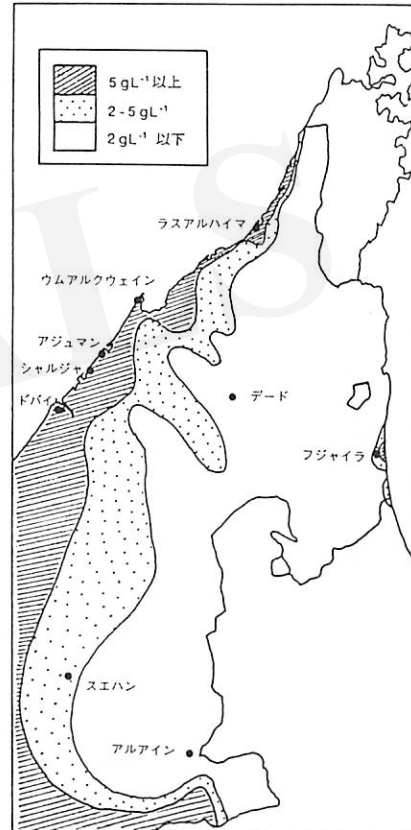 5 gL⁻¹以上
2-5 gL⁻¹
2 gL⁻¹ 以下
ラスアルハイマ
ウムアルクウェイン
アジュマン
シャルジャ
ドバイ
デード
フジャイラ
スエハン
アルアイン
ALS